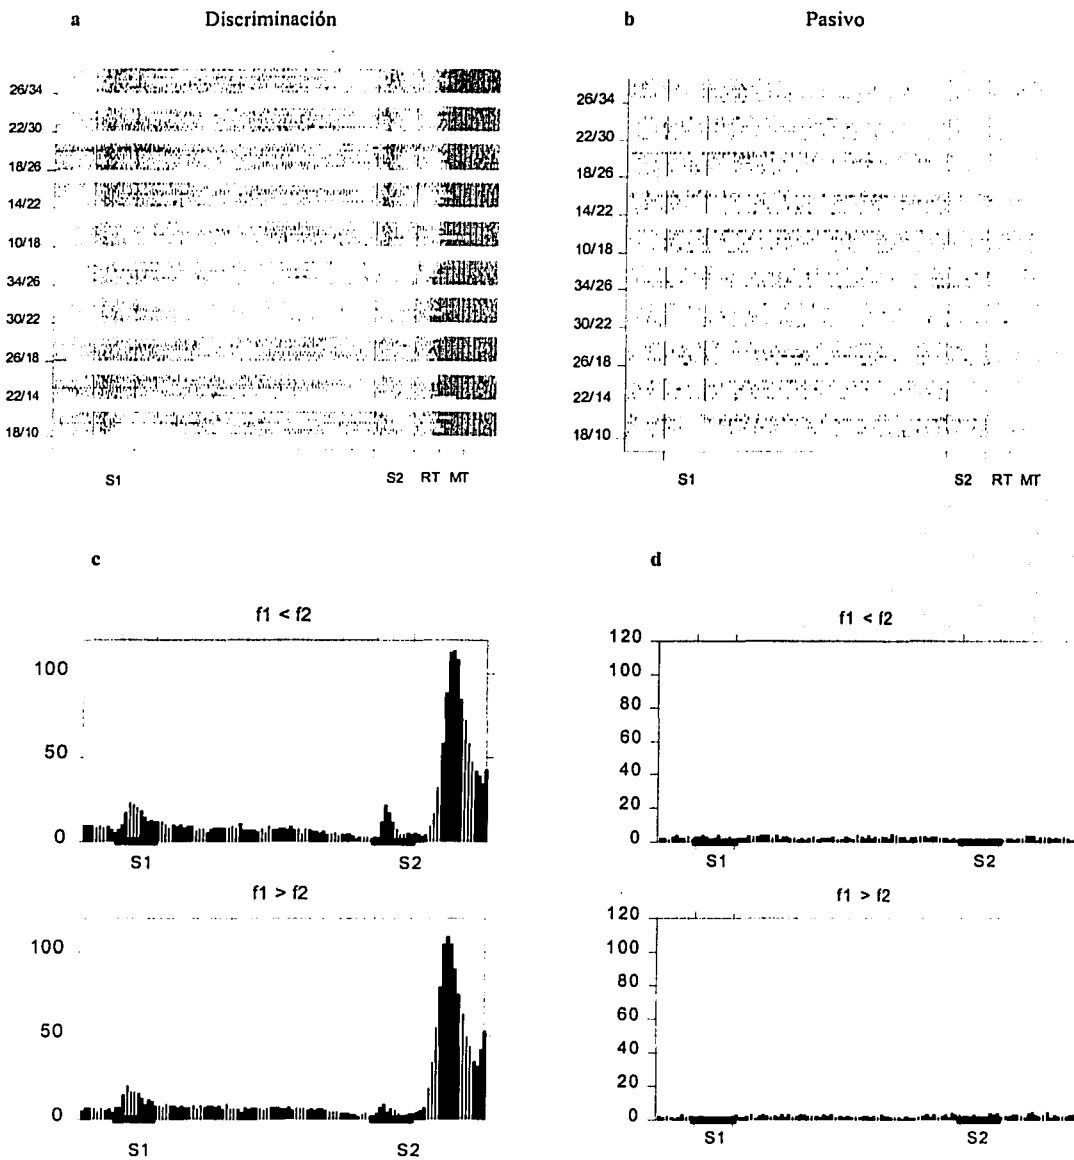 a Discriminación
26/34
22/30
18/26
14/22
10/18
34/26
30/22
26/18
22/14
18/10
S1 S2 RT MT
b Pasivo
26/34
22/30
18/26
14/22
10/18
34/26
30/22
26/18
22/14
18/10
S1 S2 RT MT
c
f1 < f2
100
50
0
S1 S2
f1 > f2
100
50
0
S1 S2
d
f1 < f2
120
100
80
60
40
20
0
S1 S2
f1 > f2
120
100
80
60
40
20
0
S1 S2